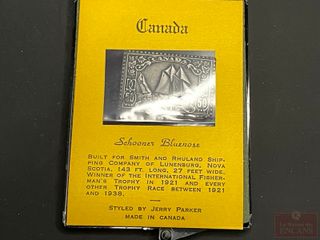 Canada
CANADA
50
Schooner Bluenose
BUILT FOR SMITH AND RHULAND SHIP-
PING COMPANY OF LUNENBURG, NOVA
SCOTIA, 143 FT. LONG, 27 FEET WIDE,
WINNER OF THE INTERNATIONAL FISHER-
MAN'S TROPHY IN 1921 AND EVERY
OTHER TROPHY RACE BETWEEN 1921
AND 1938.
STYLED BY JERRY PARKER
MADE IN CANADA
ENCANS